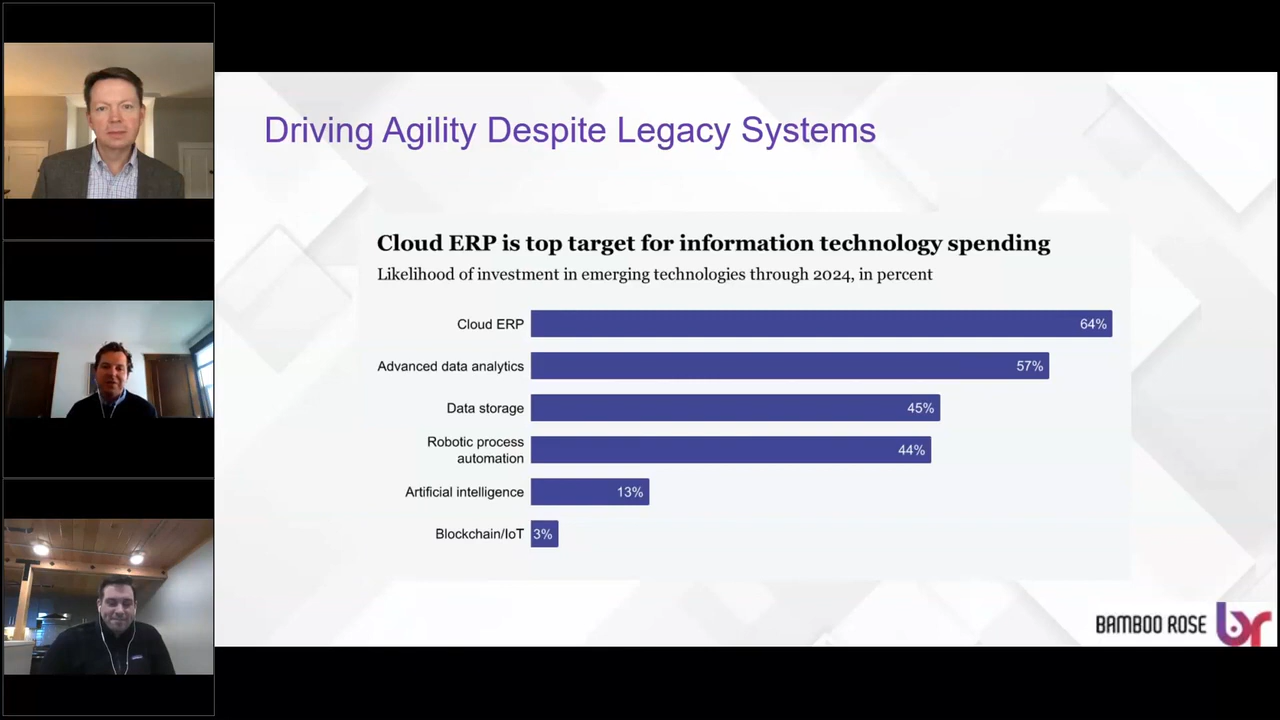 Driving Agility Despite Legacy Systems
Cloud ERP is top target for information technology spending
Likelihood of investment in emerging technologies through 2024, in percent
Cloud ERP 64%
Advanced data analytics 57%
Data storage 45%
Robotic process
automation 44%
Artificial intelligence 13%
Blockchain/IoT 3%
BAMBOO ROSE br